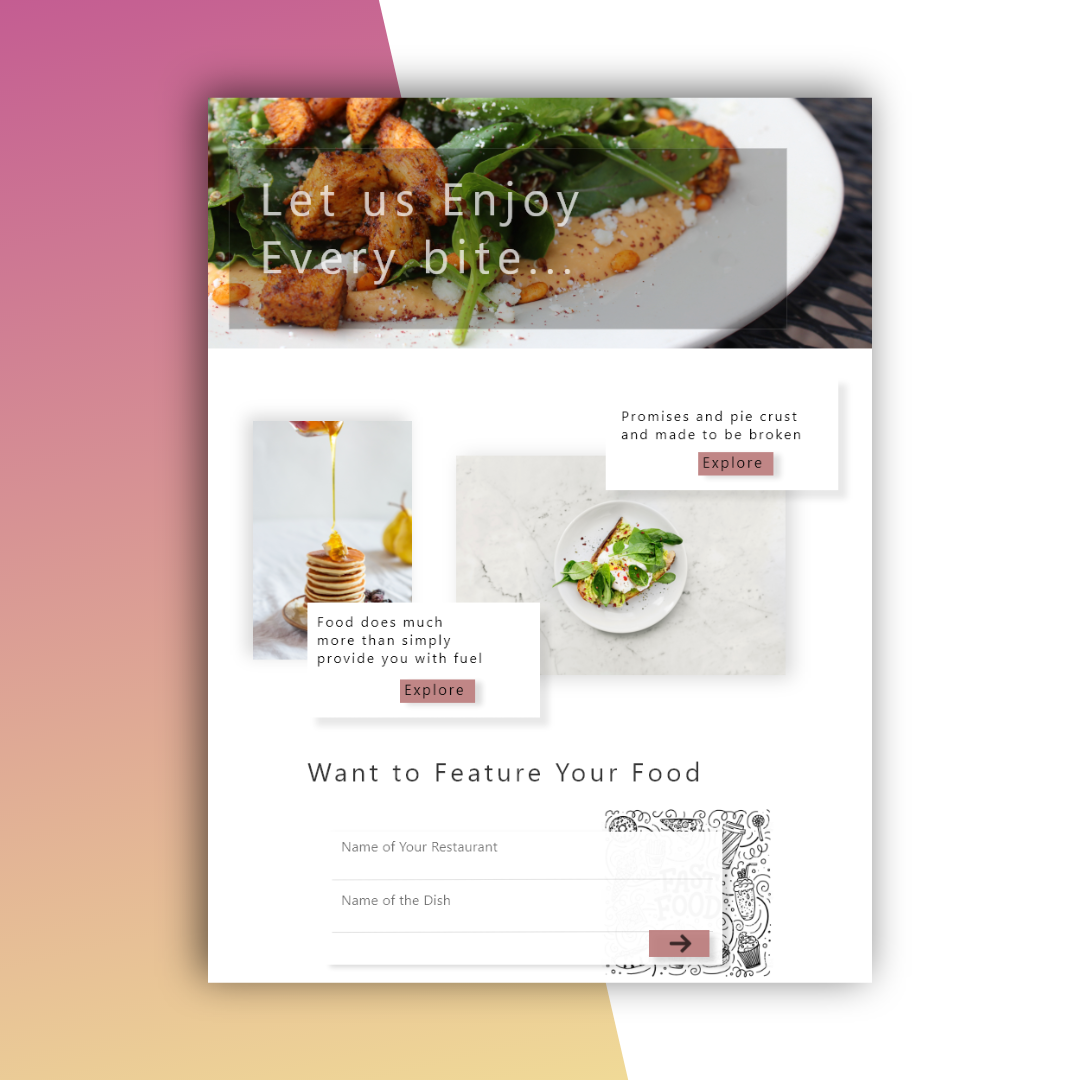 Let us Enjoy
Every bite...
Promises and pie crust
and made to be broken
Explore
Food does much
more than simply
provide you with fuel
Explore
Want to Feature Your Food
Name of Your Restaurant
FAST
FOOD
Name of the Dish